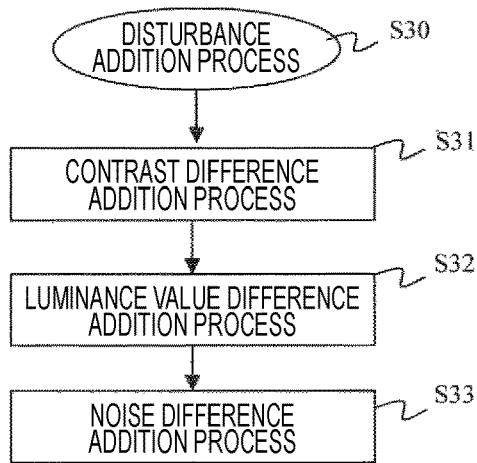 DISTURBANCE
ADDITION PROCESS
S30
CONTRAST DIFFERENCE
ADDITION PROCESS
S31
LUMINANCE VALUE DIFFERENCE
ADDITION PROCESS
S32
NOISE DIFFERENCE
ADDITION PROCESS
S33